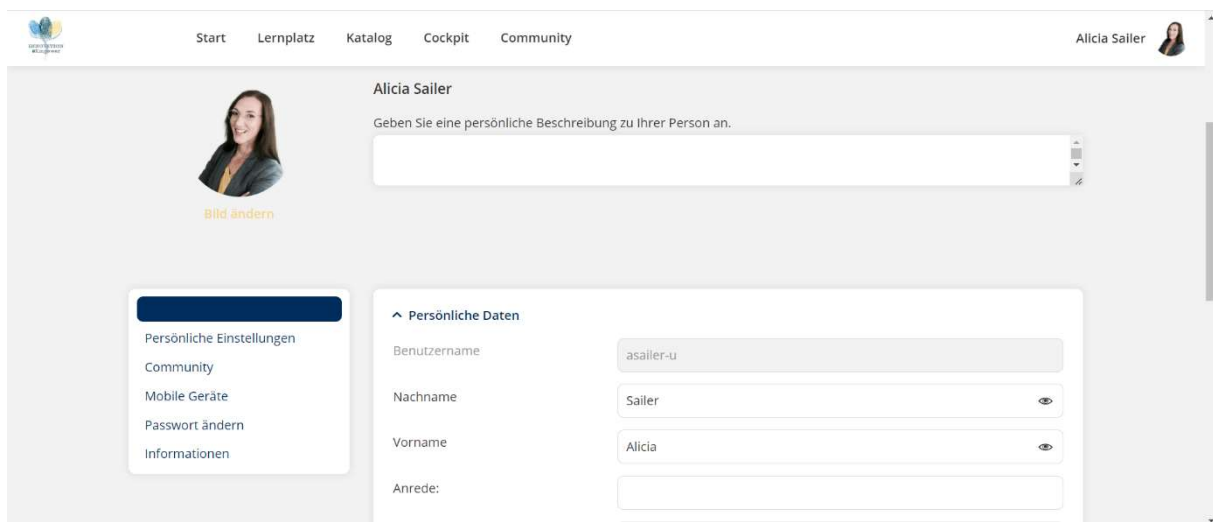 Start Lernplatz Katalog Cockpit Community Alicia Sailer
Alicia Sailer
Geben Sie eine persönliche Beschreibung zu Ihrer Person an.
Bild ändern
Persönliche Einstellungen
Community
Mobile Geräte
Passwort ändern
Informationen
Persönliche Daten
Benutzername asailer-u
Nachname Sailer
Vorname Alicia
Anrede: